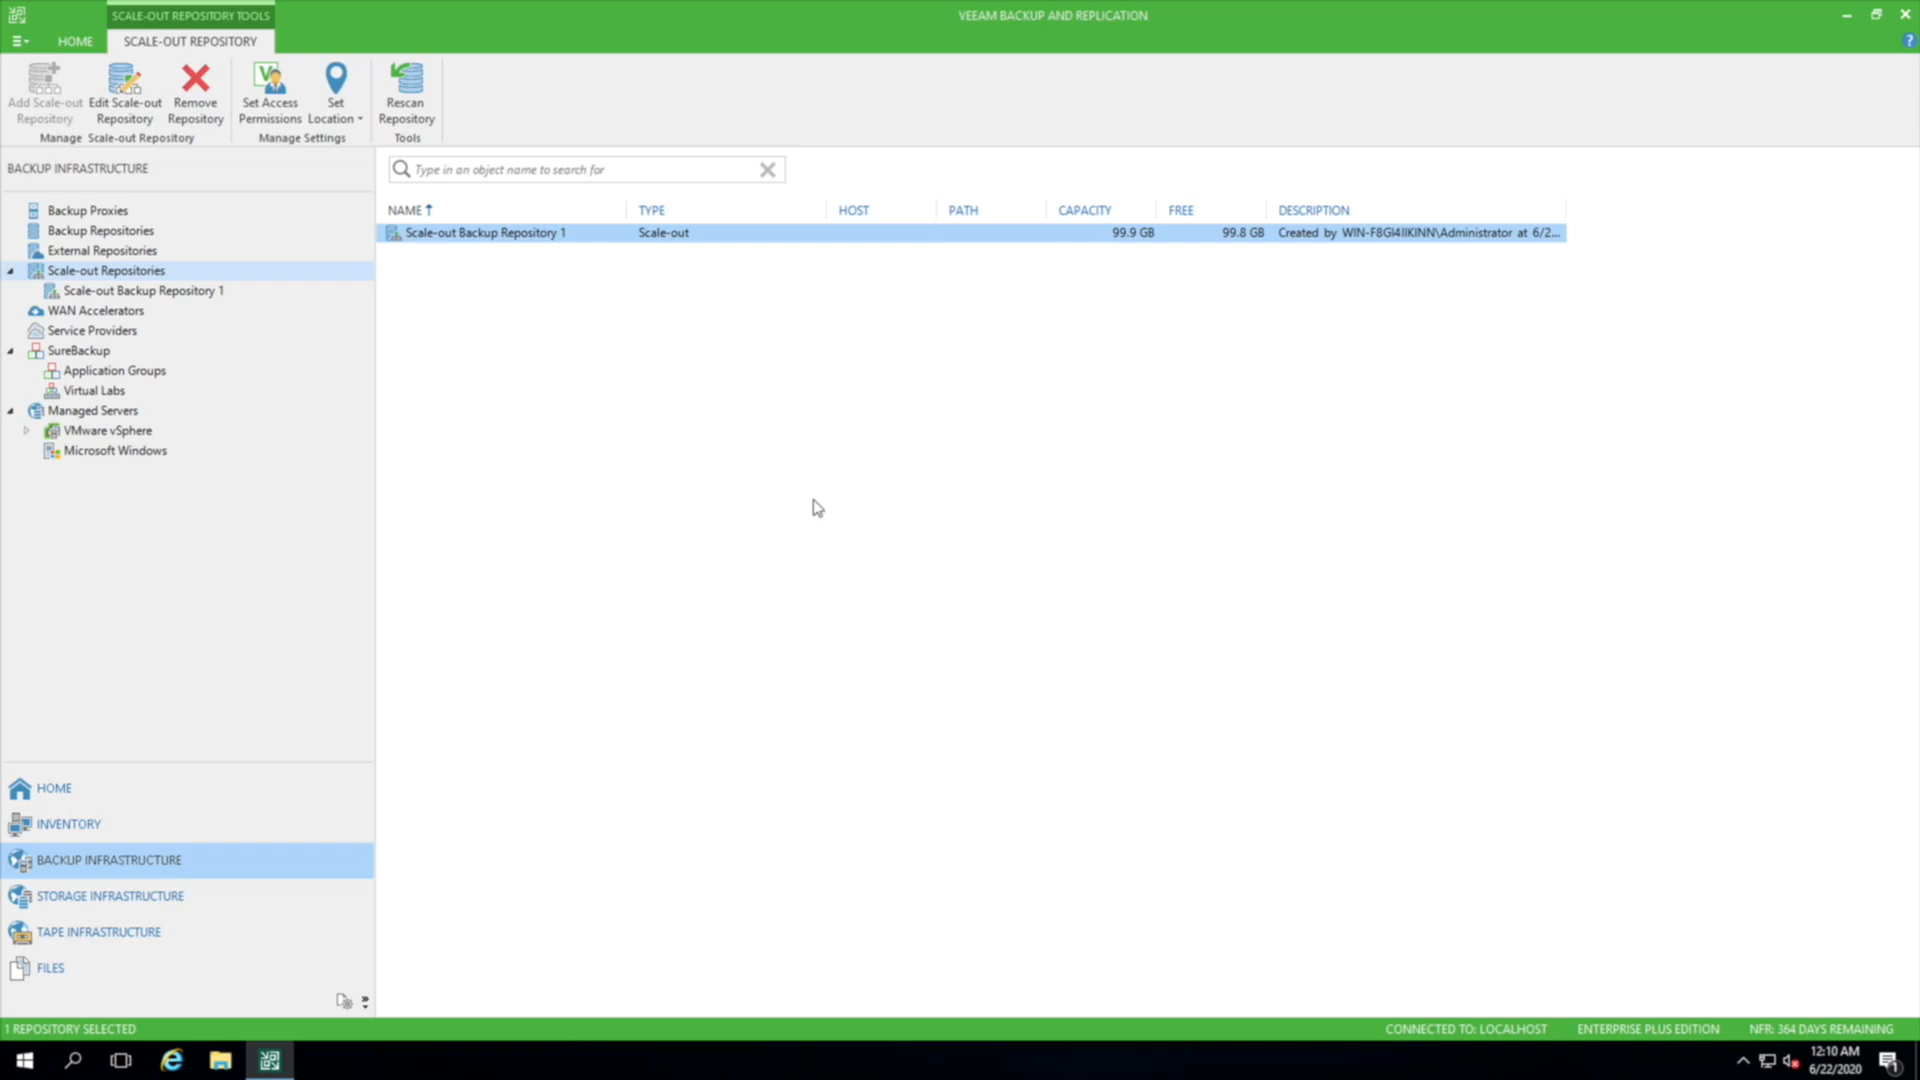 SCALE-OUT REPOSITORY TOOLS
VEEAM BACKUP AND REPLICATION
HOME
SCALE-OUT REPOSITORY
Add Scale-out Repository
Edit Scale-out Repository
Remove Repository
Set Access Permissions
Set Location
Rescan Repository
Manage Scale-out Repository
Manage Settings
Tools
BACKUP INFRASTRUCTURE
Type in an object name to search for
Backup Proxies
Backup Repositories
External Repositories
Scale-out Repositories
Scale-out Backup Repository 1
WAN Accelerators
Service Providers
SureBackup
Application Groups
Virtual Labs
Managed Servers
VMware vSphere
Microsoft Windows
NAME TYPE HOST PATH CAPACITY FREE DESCRIPTION
Scale-out Backup Repository 1 Scale-out 99.9 GB 99.8 GB Created by WIN-F8GI4IIKINN\Administrator at 6/2...
HOME
INVENTORY
BACKUP INFRASTRUCTURE
STORAGE INFRASTRUCTURE
TAPE INFRASTRUCTURE
FILES
1 REPOSITORY SELECTED
CONNECTED TO: LOCALHOST
ENTERPRISE PLUS EDITION
NFR: 364 DAYS REMAINING
12:10 AM
6/22/2020
1